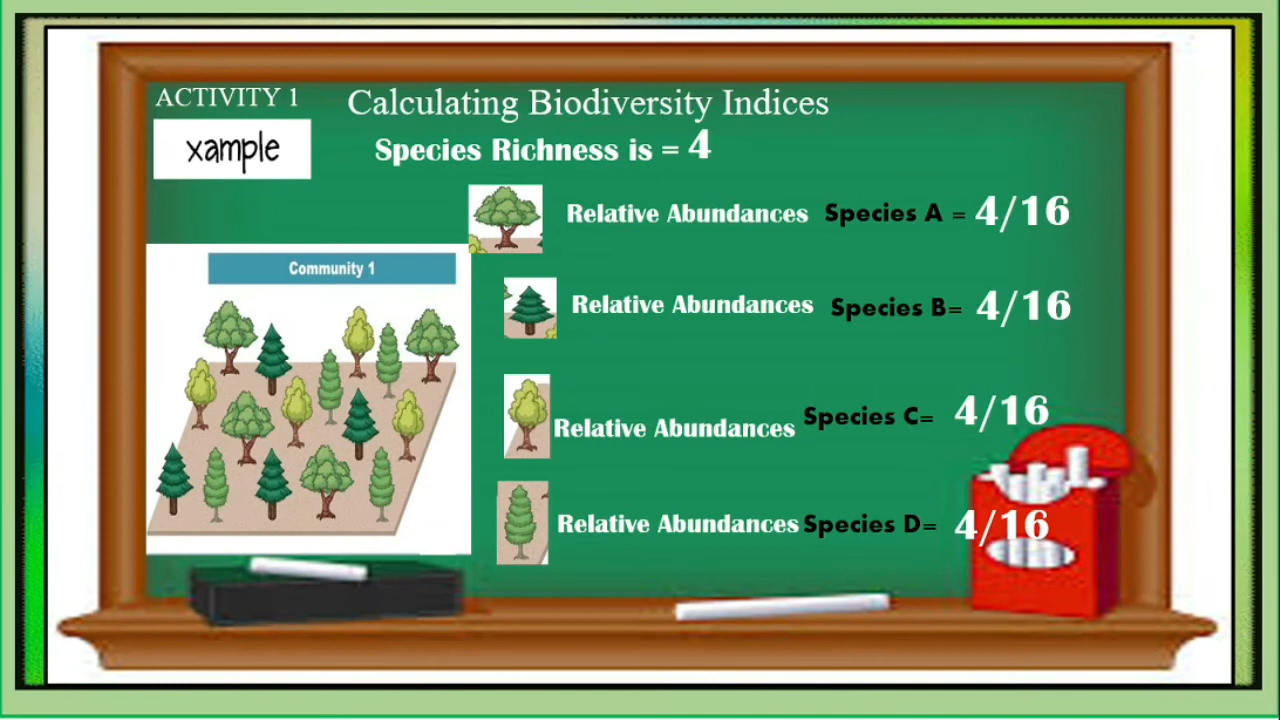 ACTIVITY 1
Calculating Biodiversity Indices
xample
Species Richness is = 4
Relative Abundances Species A = 4/16
Community 1
Relative Abundances Species B= 4/16
Relative Abundances Species C= 4/16
Relative Abundances Species D= 4/16